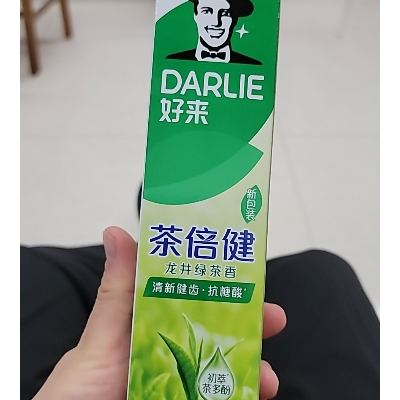 DARLIE
好来
新包装
茶倍健
龙井绿茶香
清新健齿·抗糖酸*
初萃*
茶多酚